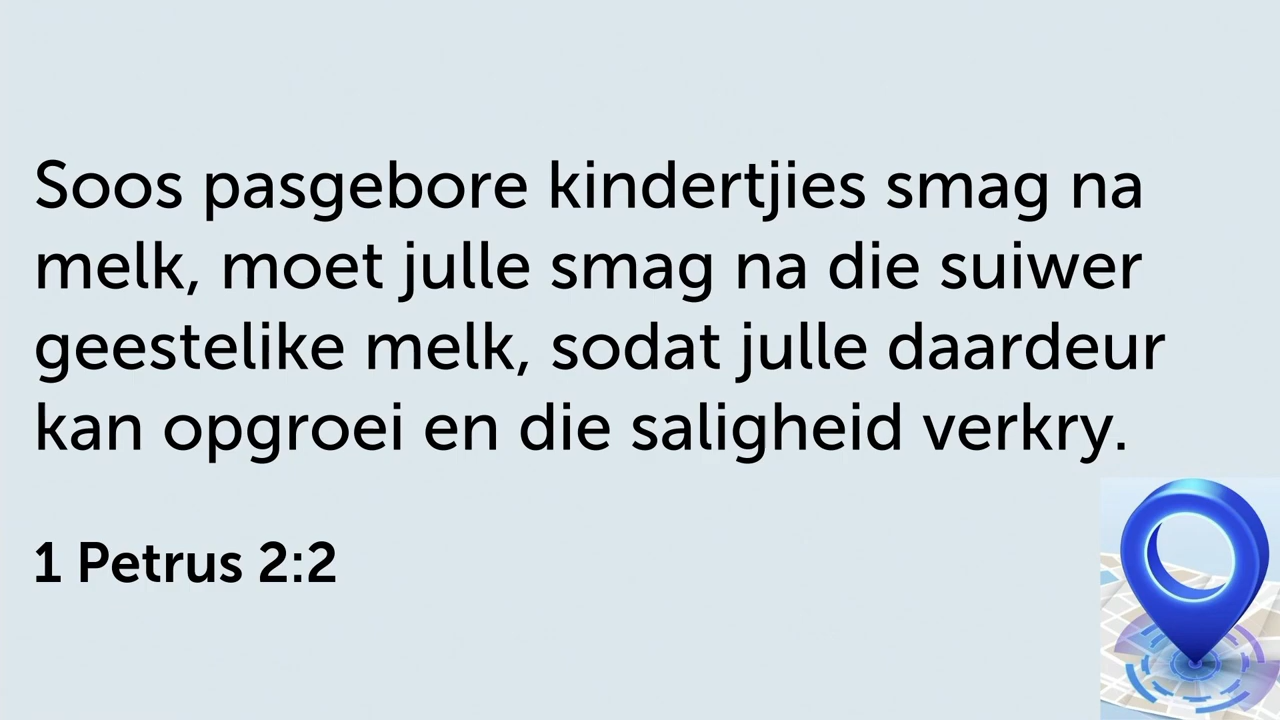 Soos pasgebore kindertjies smag na
melk, moet julle smag na die suiwer
geestelike melk, sodat julle daardeur
kan opgroei en die saligheid verkry.
1 Petrus 2:2